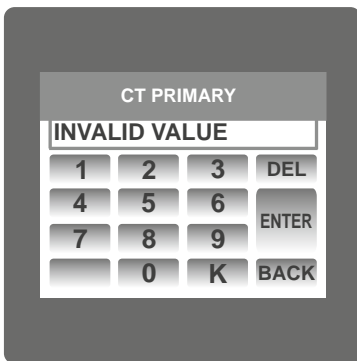 CT PRIMARY
INVALID VALUE
1 2 3 DEL
4 5 6
ENTER
7 8 9
0 K BACK